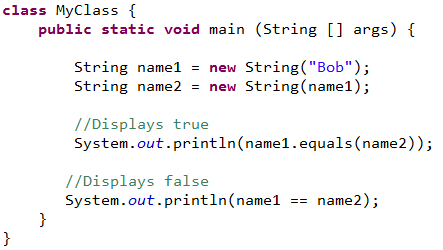 class MyClass {
public static void main (String [] args) {
String name1 = new String("Bob");
String name2 = new String(name1);
//Displays true
System.out.println(name1.equals(name2));
//Displays false
System.out.println(name1 == name2);
}
}